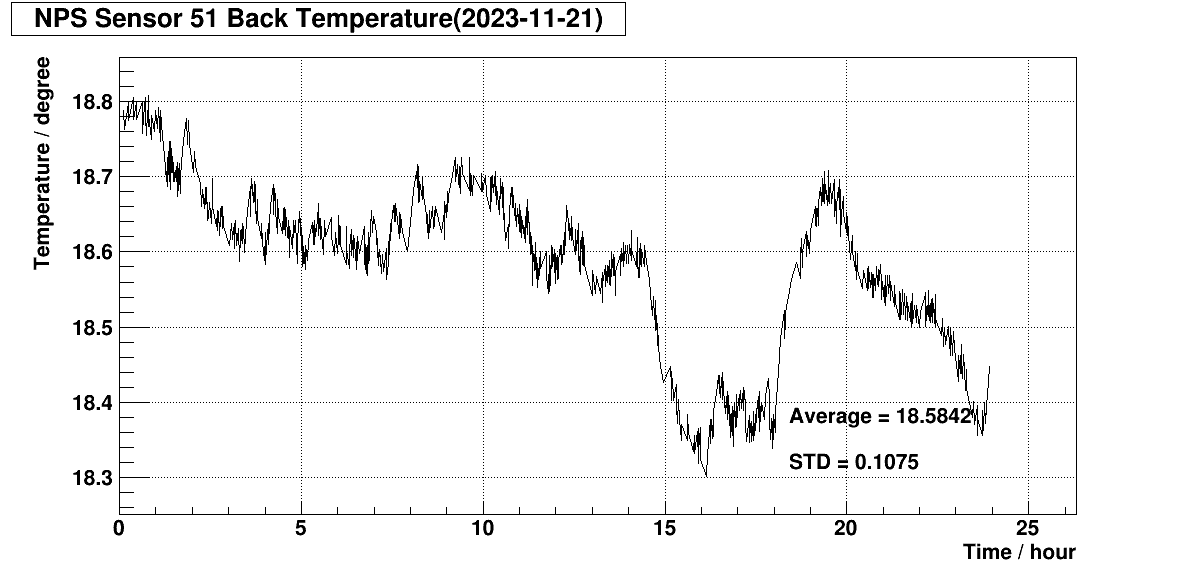 NPS Sensor 51 Back Temperature(2023-11-21)
Temperature / degree
18.8
18.7
18.6
18.5
18.4
18.3
Average = 18.5842
STD = 0.1075
0 5 10 15 20 25
Time / hour